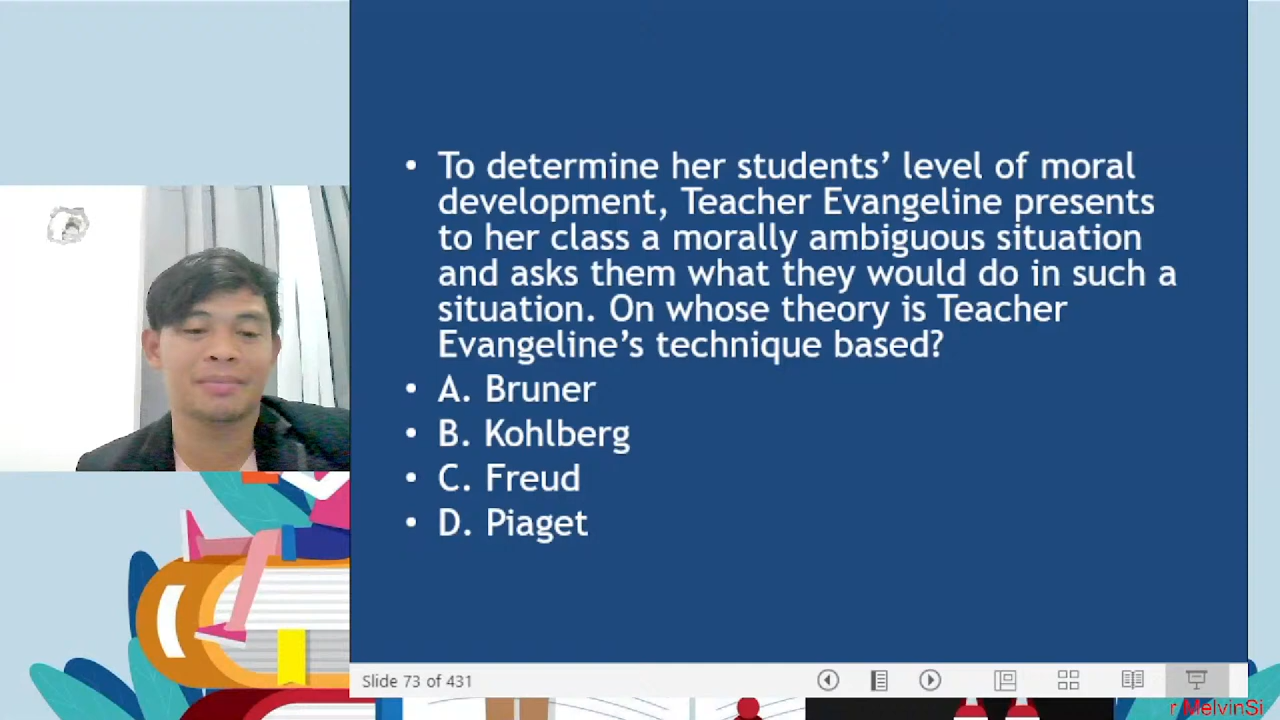 • To determine her students’ level of moral
development, Teacher Evangeline presents
to her class a morally ambiguous situation
and asks them what they would do in such a
situation. On whose theory is Teacher
Evangeline’s technique based?
• A. Bruner
• B. Kohlberg
• C. Freud
• D. Piaget
Slide 73 of 431
r MelvinSi